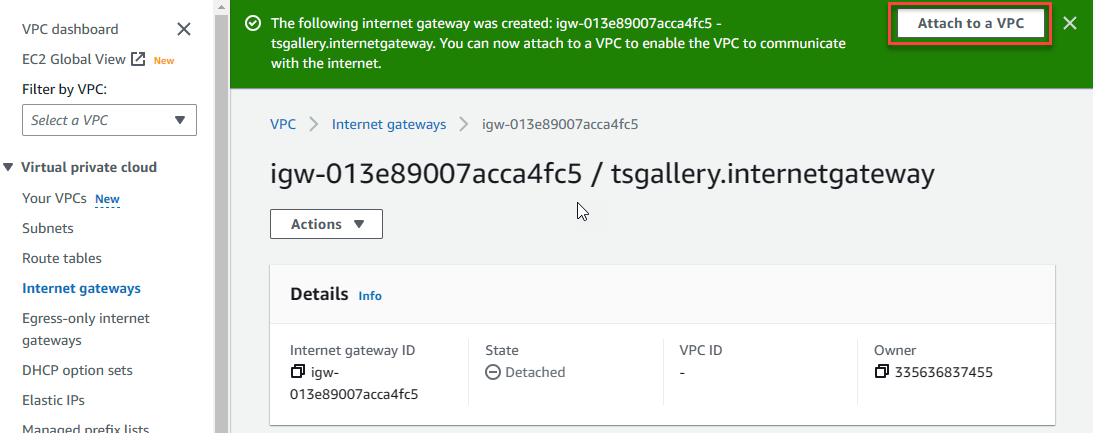 VPC dashboard
EC2 Global View New
Filter by VPC:
Select a VPC
Virtual private cloud
Your VPCs New
Subnets
Route tables
Internet gateways
Egress-only internet
gateways
DHCP option sets
Elastic IPs
Managed prefix lists
The following internet gateway was created: igw-013e89007acca4fc5 -
tsgallery.internetgateway. You can now attach to a VPC to enable the VPC to communicate
with the internet.
Attach to a VPC
VPC > Internet gateways > igw-013e89007acca4fc5
igw-013e89007acca4fc5 / tsgallery.internetgateway
Actions
Details Info
Internet gateway ID
igw-
013e89007acca4fc5
State
Detached
VPC ID
-
Owner
335636837455